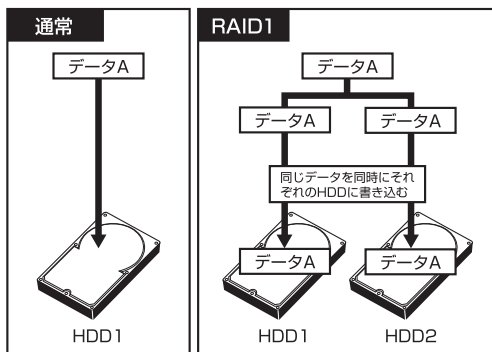 通常
データA
HDD1
RAID1
データA
データA
データA
同じデータを同時にそれ
ぞれのHDDに書き込む
データA
データA
HDD1
HDD2